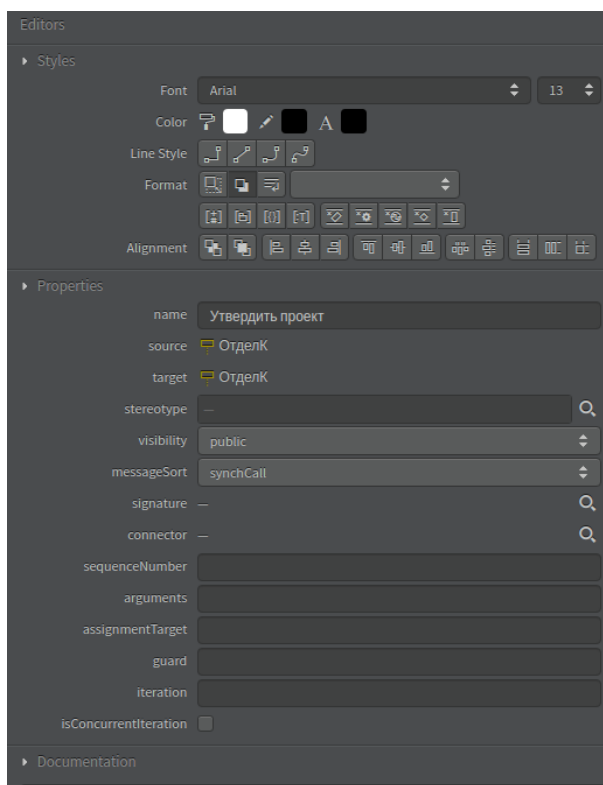 Editors
Styles
Font Arial 13
Color A
Line Style
Format
Alignment
Properties
name Утвердить проект
source ОтделК
target ОтделК
stereotype —
visibility public
messageSort synchCall
signature —
connector —
sequenceNumber
arguments
assignmentTarget
guard
iteration
isConcurrentIteration
Documentation